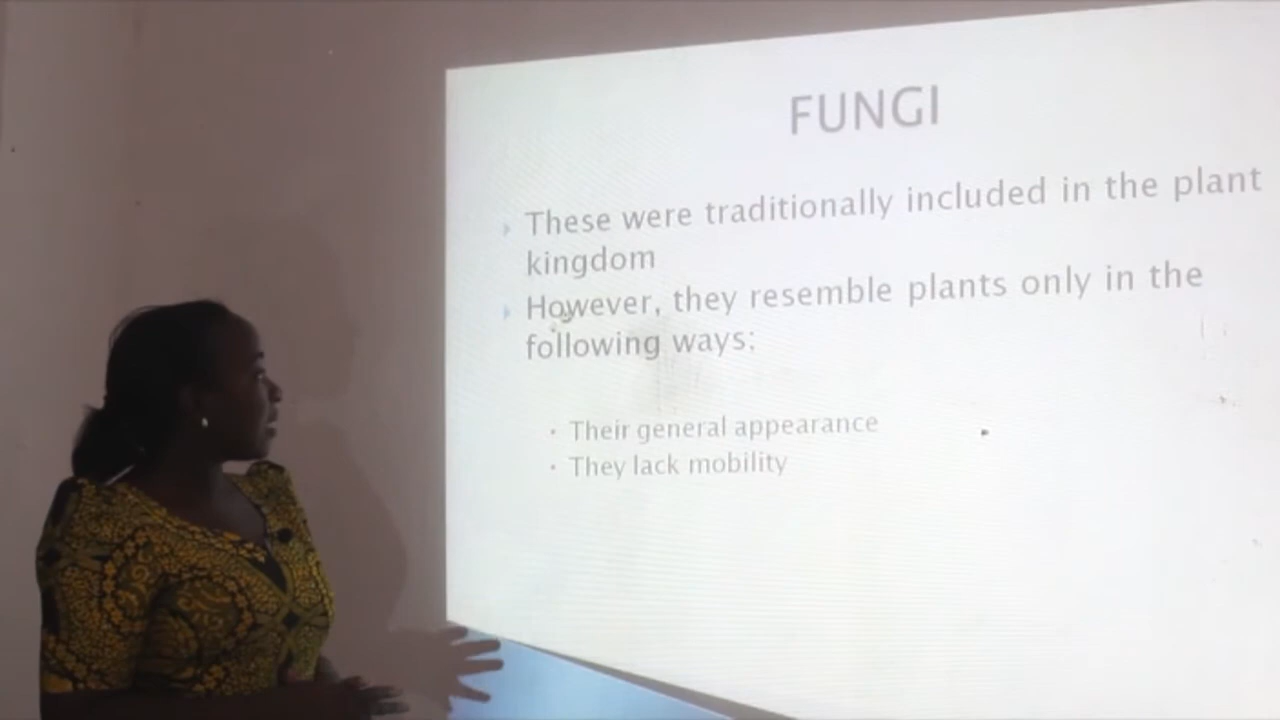 FUNGI
These were traditionally included in the plant
kingdom
However, they resemble plants only in the
following ways:
• Their general appearance
• They lack mobility